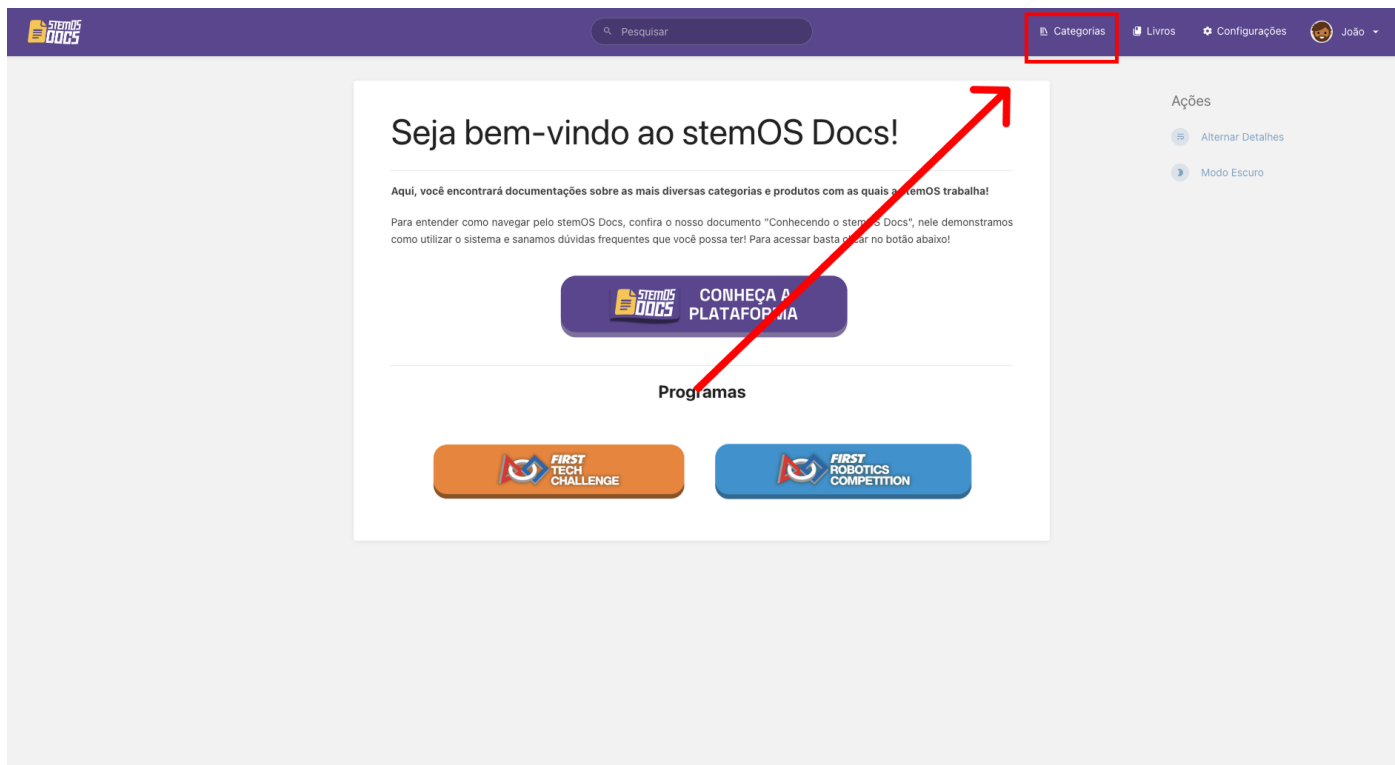 STEMOS
DOCS
Pesquisar
Categorias
Livros
Configurações
João
Ações
Alternar Detalhes
Modo Escuro
Seja bem-vindo ao stemOS Docs!
Aqui, você encontrará documentações sobre as mais diversas categorias e produtos com as quais a stemOS trabalha!
Para entender como navegar pelo stemOS Docs, confira o nosso documento "Conhecendo o stemOS Docs", nele demonstramos
como utilizar o sistema e sanamos dúvidas frequentes que você possa ter! Para acessar basta clicar no botão abaixo!
STEMOS
DOCS
CONHEÇA A
PLATAFORMA
Programas
FIRST
TECH
CHALLENGE
FIRST
ROBOTICS
COMPETITION